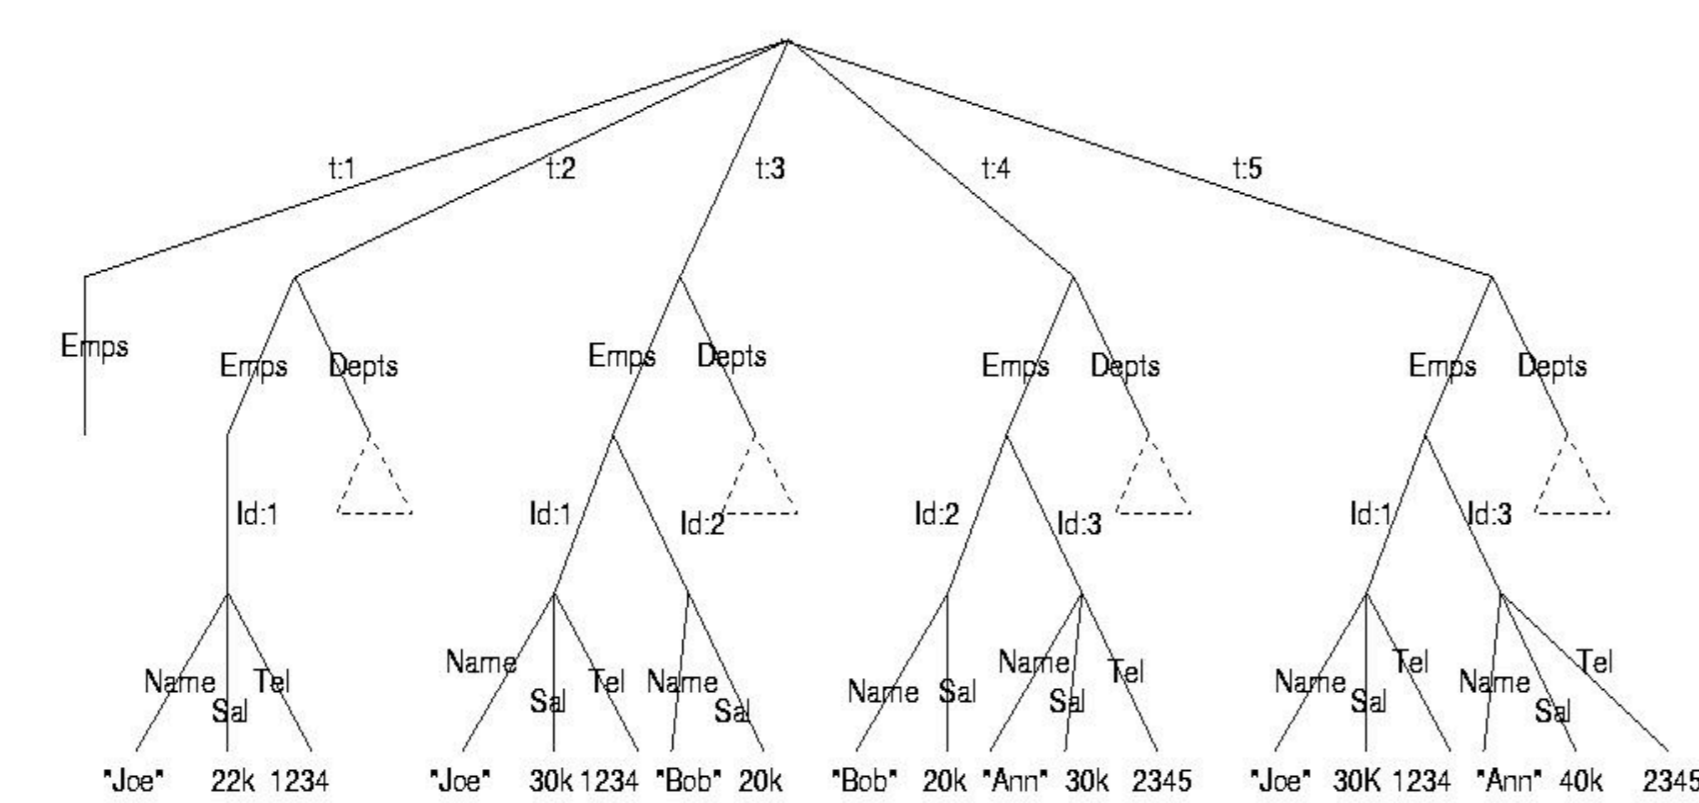 t:1 t:2 t:3 t:4 t:5
Emps Emps Depts Emps Depts Emps Depts Emps Depts
Id:1 Id:1 Id:2 Id:2 Id:3 Id:1 Id:3
Name Sal Tel Name Sal Tel Name Sal Name Sal Name Sal Tel Name Sal Tel Name Sal Tel
"Joe" 22k 1234 "Joe" 30k 1234 "Bob" 20k "Bob" 20k "Ann" 30k 2345 "Joe" 30K 1234 "Ann" 40k 2345